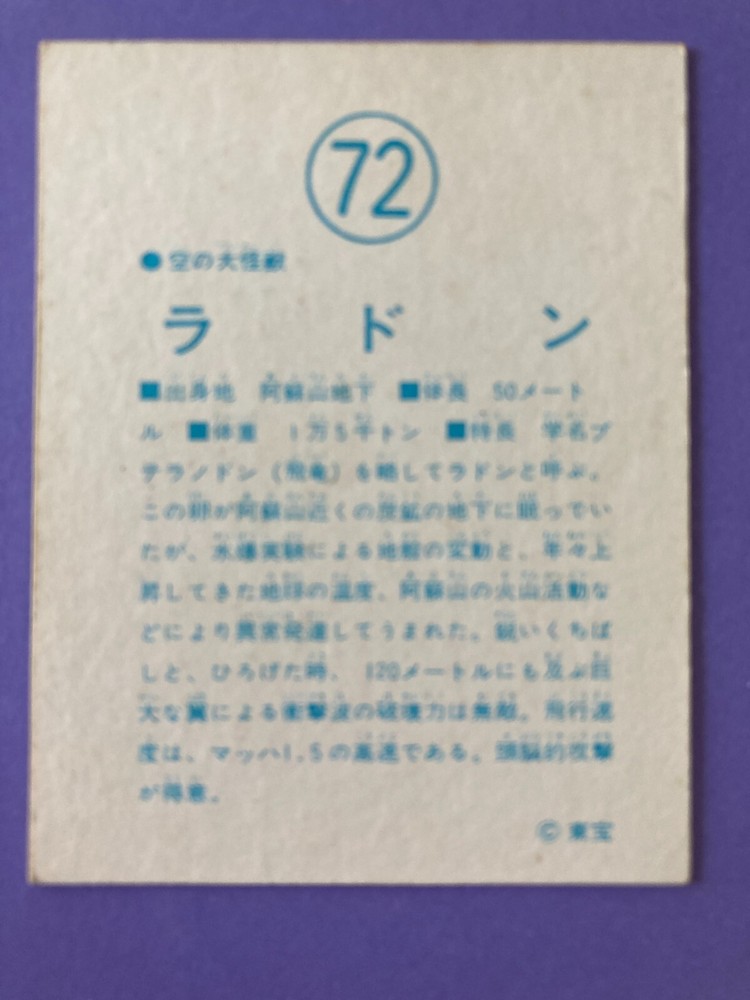 72
●空の大怪獣
ラドン
■出身地 阿蘇山地下 ■体長 50メート
ル ■体重 1万5千トン ■特長 学名プ
テラノドン（飛竜）を略してラドンと呼ぶ。
この卵が阿蘇山近くの炭鉱の地下に眠ってい
たが、水爆実験による地殻の変動と、年々上
昇してきた地球の温度、阿蘇山の火山活動な
どにより異常発達してうまれた。鋭いくちば
しと、ひろげた時、120メートルにも及ぶ巨
大な翼による衝撃波の破壊力は無敵。飛行速
度は、マッハ1.5の高速である。頭脳的攻撃
が得意。
© 東宝